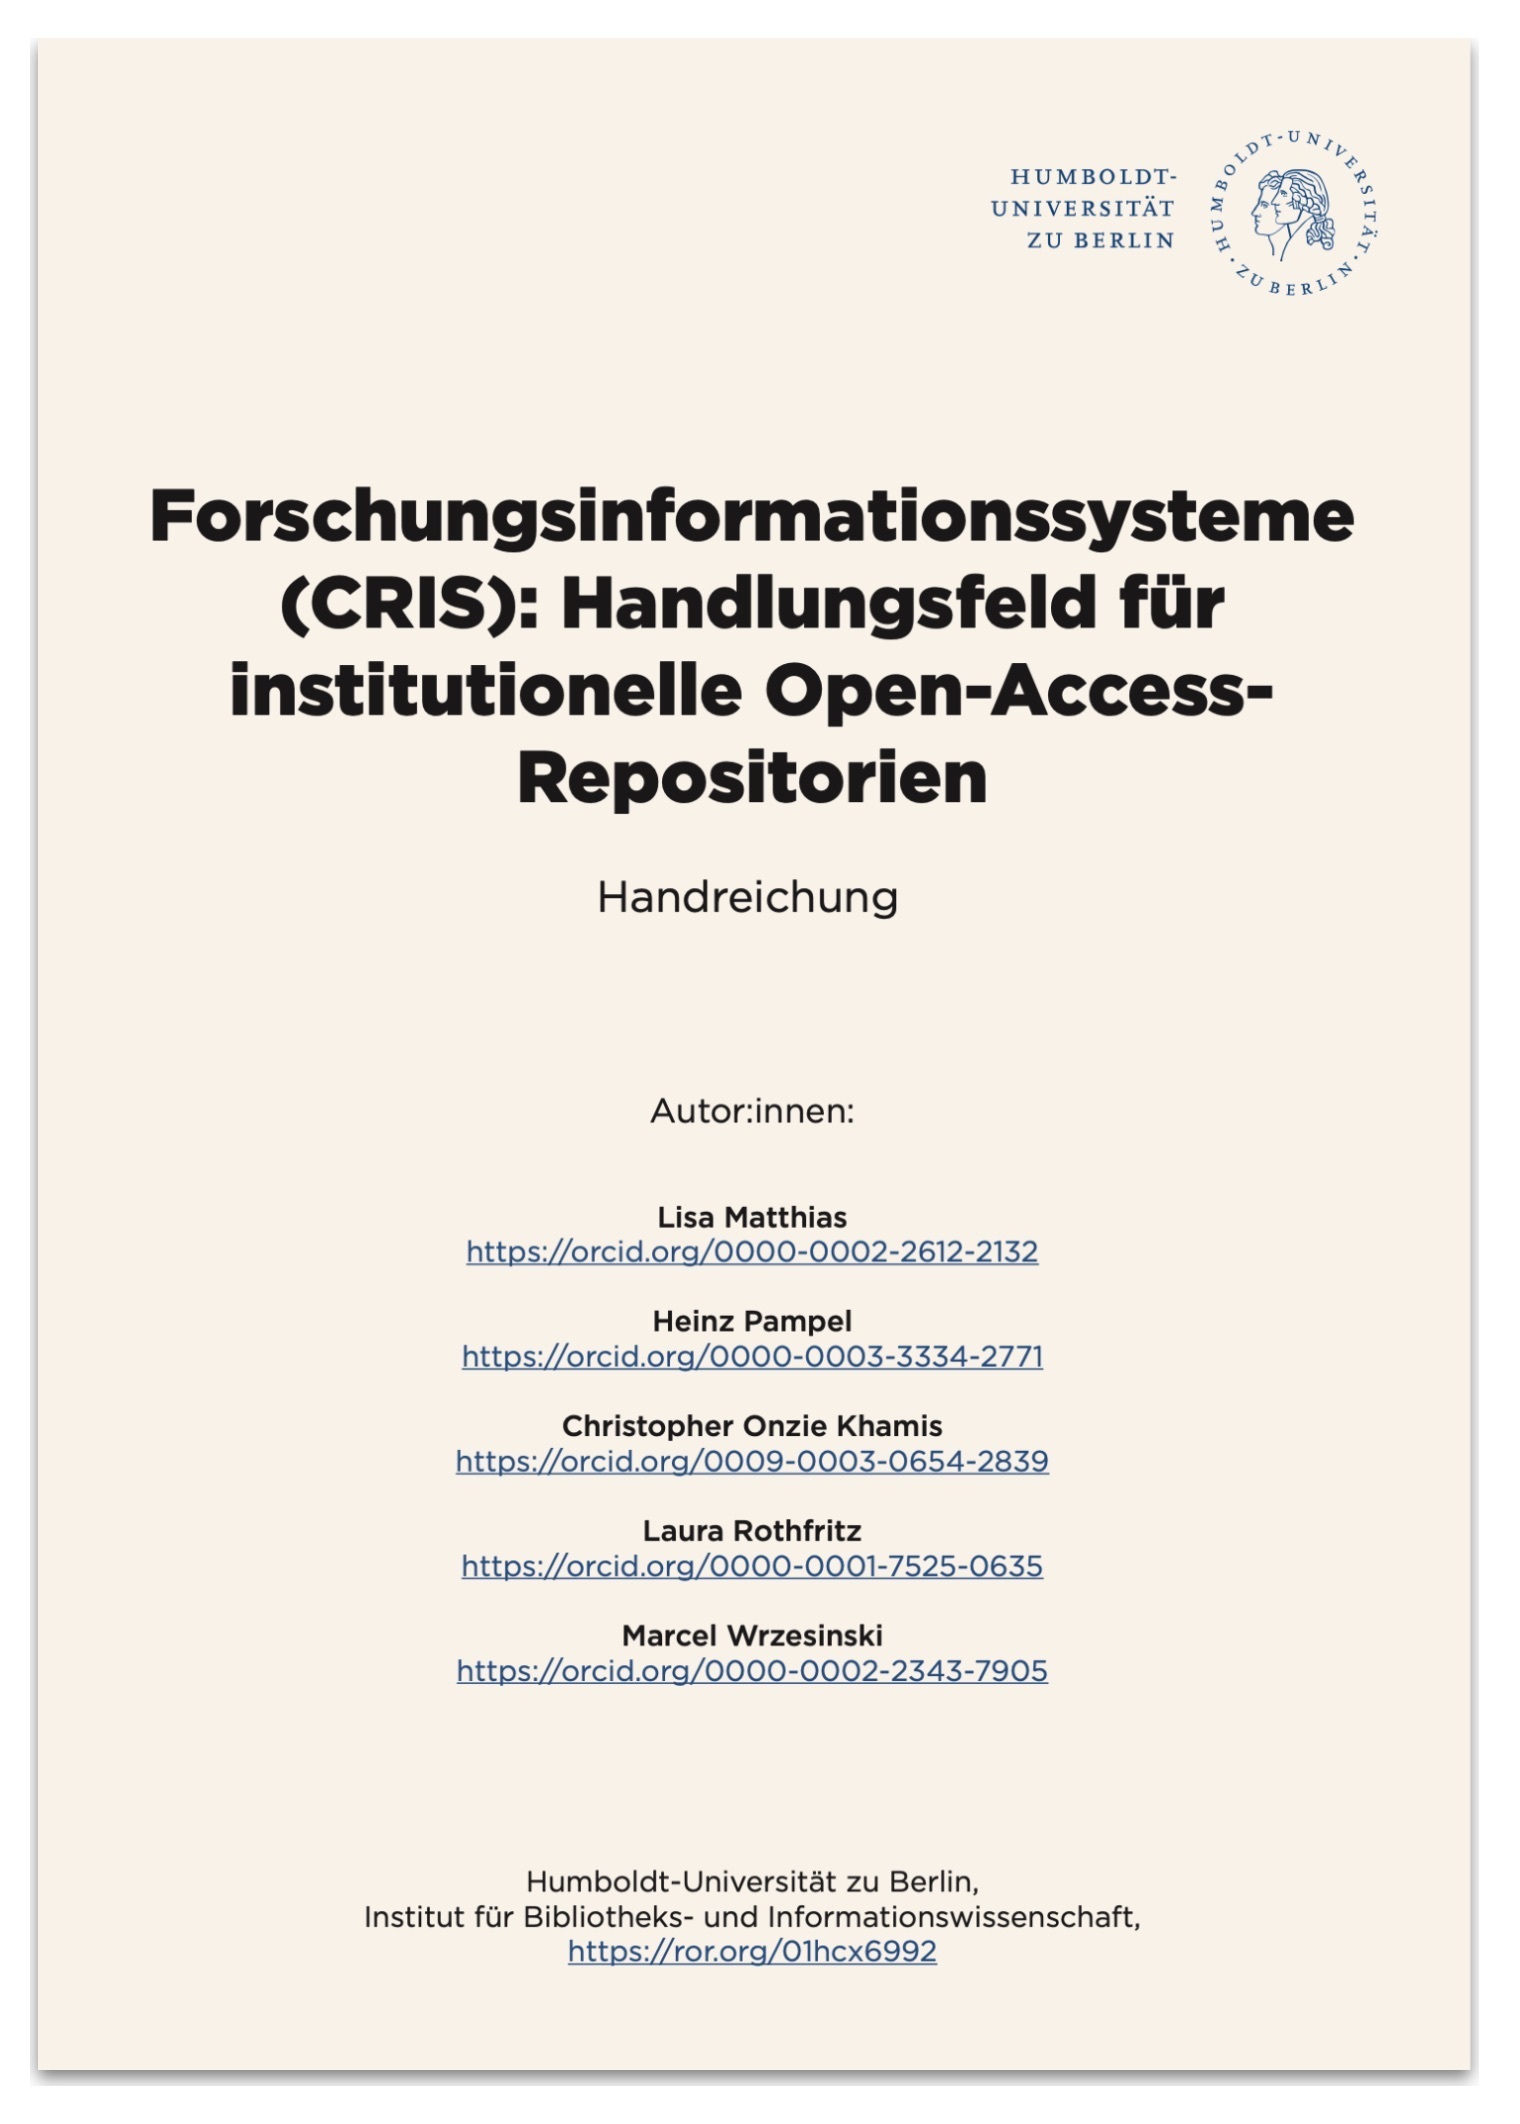 HUMBOLDT-
UNIVERSITÄT
ZU BERLIN
HUMBOLDT-UNIVERSITÄT · ZU BERLIN ·
Forschungsinformationssysteme
(CRIS): Handlungsfeld für
institutionelle Open-Access-
Repositorien
Handreichung
Autor:innen:
Lisa Matthias
https://orcid.org/0000-0002-2612-2132
Heinz Pampel
https://orcid.org/0000-0003-3334-2771
Christopher Onzie Khamis
https://orcid.org/0009-0003-0654-2839
Laura Rothfritz
https://orcid.org/0000-0001-7525-0635
Marcel Wrzesinski
https://orcid.org/0000-0002-2343-7905
Humboldt-Universität zu Berlin,
Institut für Bibliotheks- und Informationswissenschaft,
https://ror.org/01hcx6992